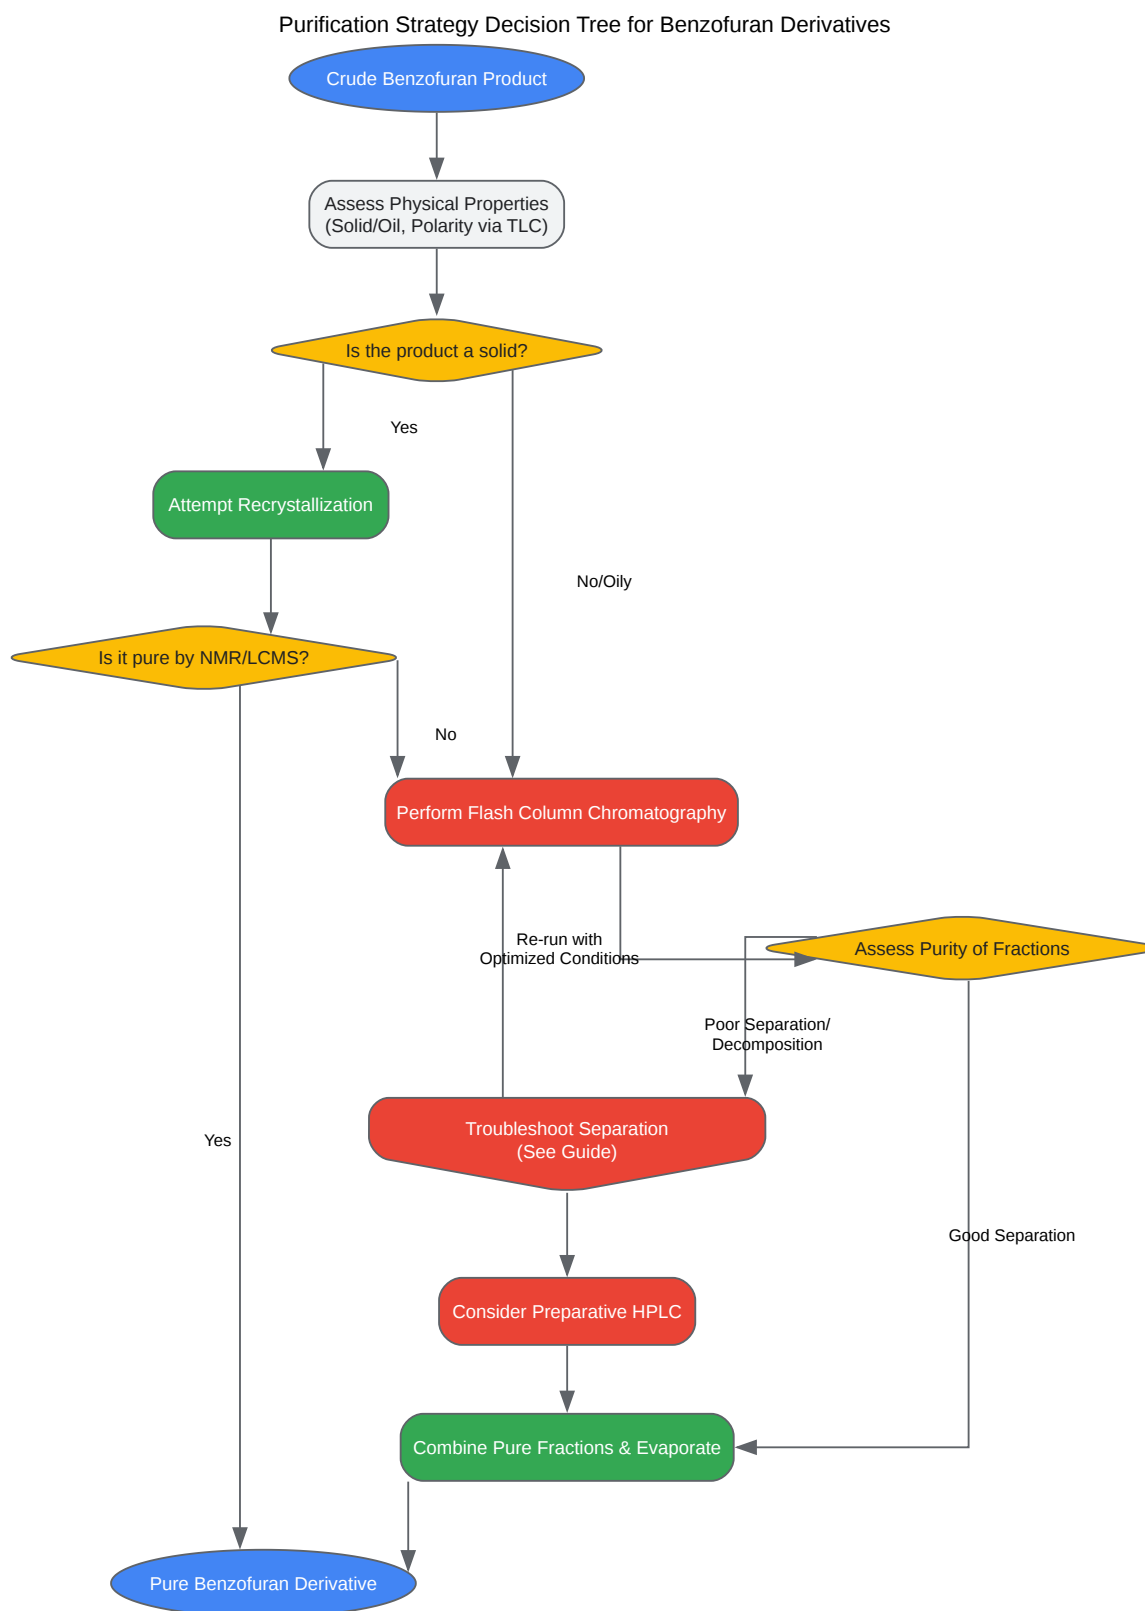 Purification Strategy Decision Tree for Benzofuran Derivatives
Crude Benzofuran Product
Assess Physical Properties
(Solid/Oil, Polarity via TLC)
Is the product a solid?
Yes
Attempt Recrystallization
No/Oily
Is it pure by NMR/LCMS?
No
Perform Flash Column Chromatography
Re-run with
Optimized Conditions
Assess Purity of Fractions
Poor Separation/
Decomposition
Troubleshoot Separation
(See Guide)
Yes
Good Separation
Consider Preparative HPLC
Combine Pure Fractions & Evaporate
Pure Benzofuran Derivative